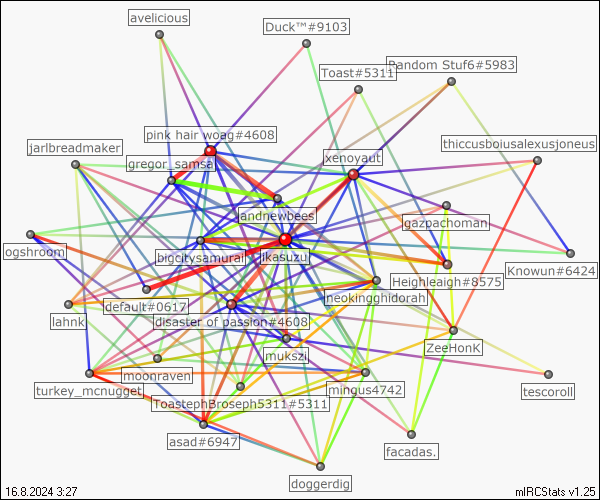 avelicious
Duck™#9103
Random Stuf6#5983
Toast#5311
pink hair woag#4608
thiccusboiusalexusjoneus
jarlbreadmaker
xenoyaut
gregor_samsa
jandnewbees
gazpachoman
ogshroom
bigcitysamurai
jikasuzu
Knowun#6424
Heighleaigh#8575
neokingghidorah
default#0617
lahnk
disaster of passion#4608
ZeeHonK
mukszi
moonraven
turkey_mcnugget
mingus4742
tescoroll
ToastephBroseph5311#5311
asad#6947
facadas.
doggerdig
16.8.2024 3:27
mIRCStats v1.25